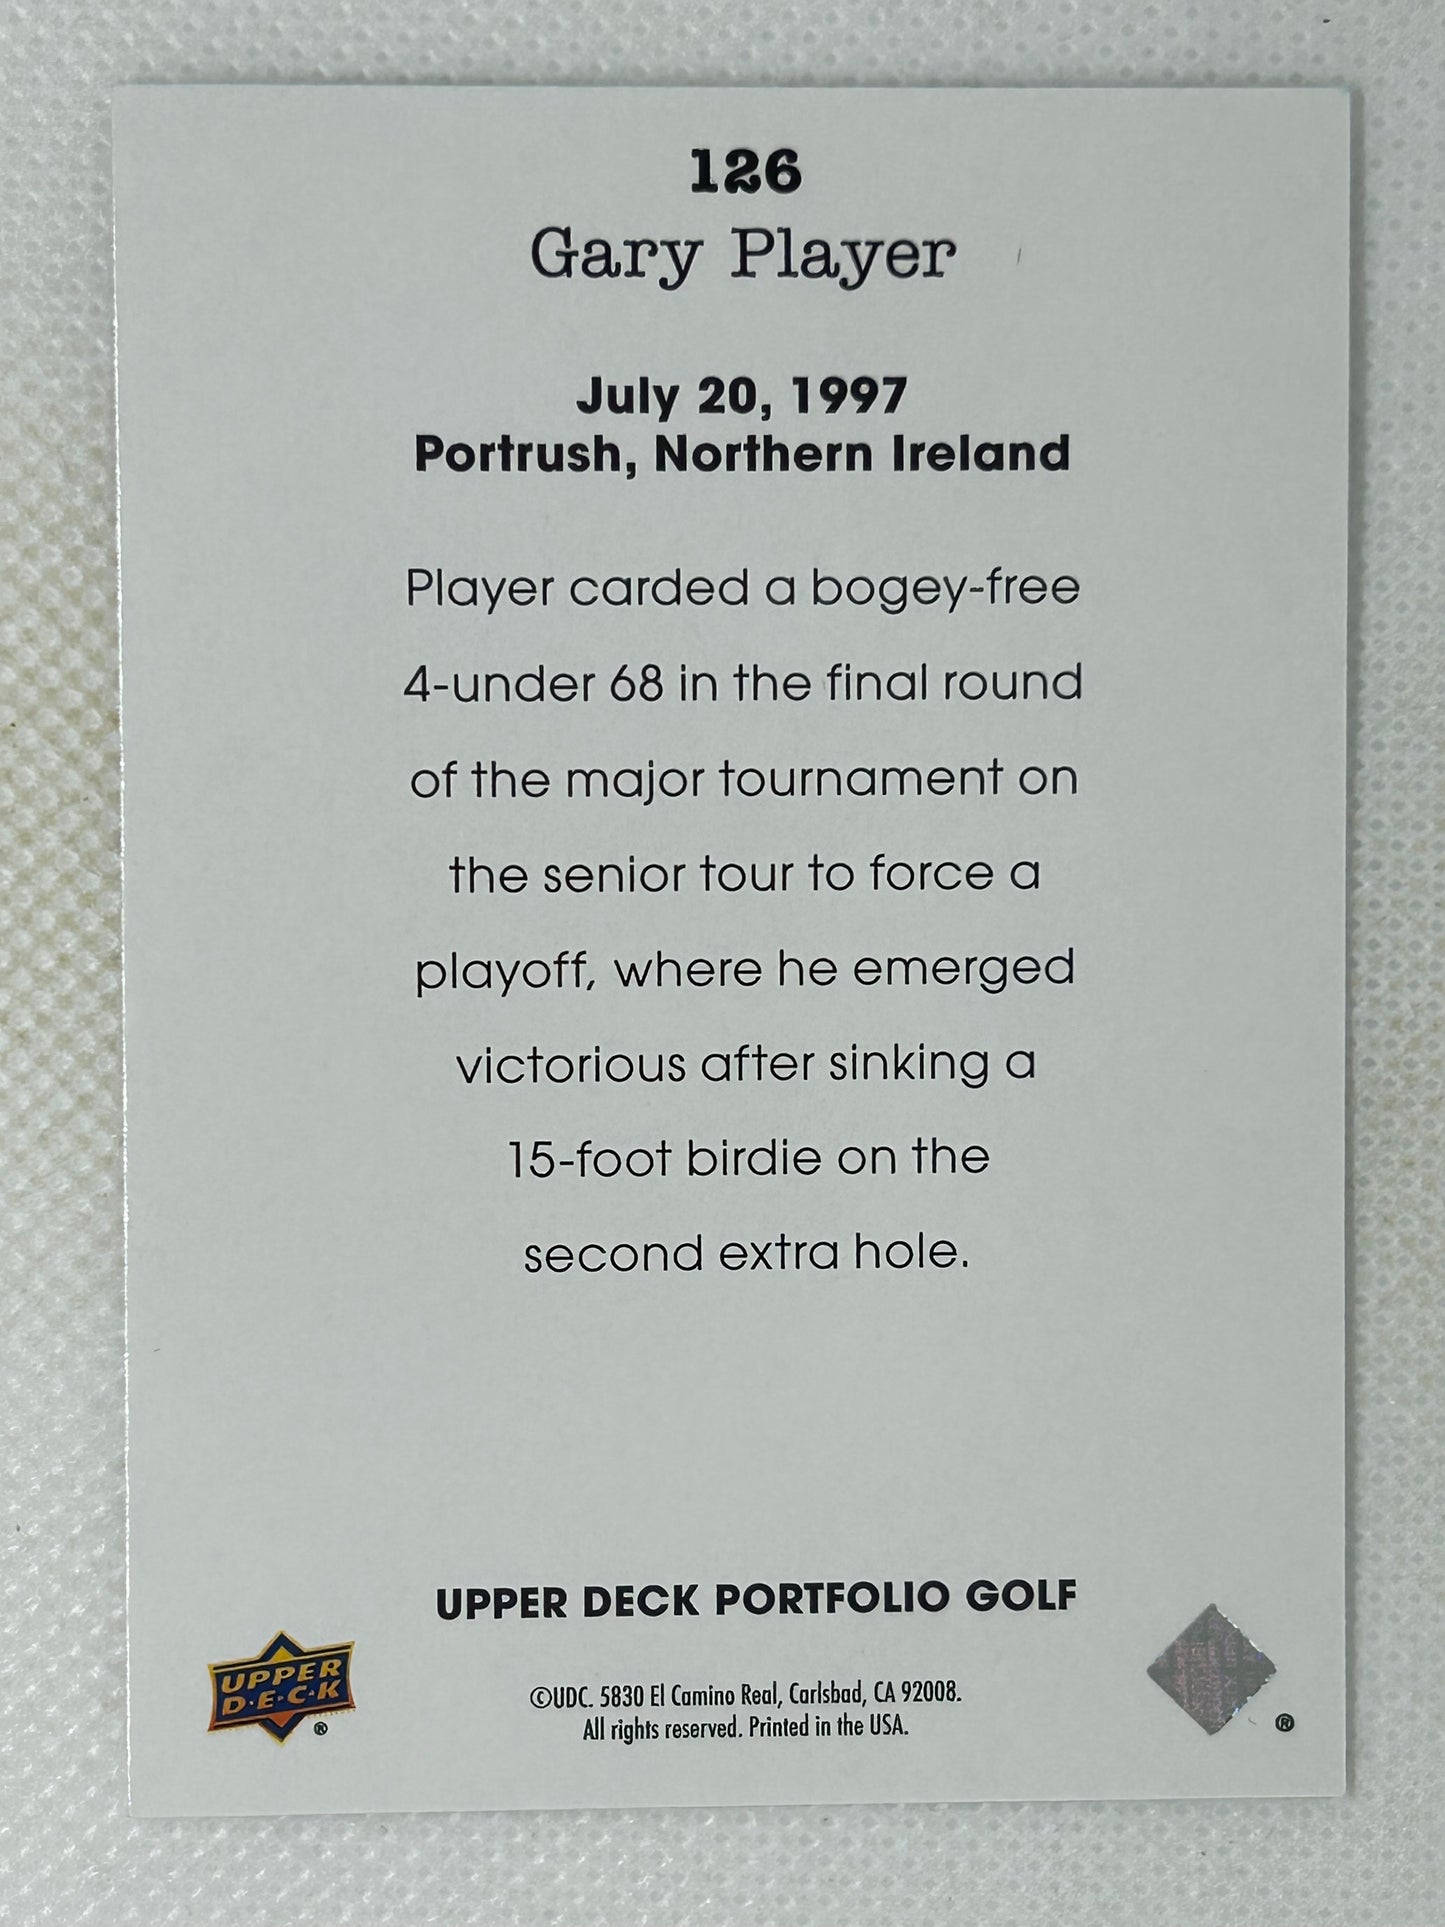 126
Gary Player
July 20, 1997
Portrush, Northern Ireland
Player carded a bogey-free
4-under 68 in the final round
of the major tournament on
the senior tour to force a
playoff, where he emerged
victorious after sinking a
15-foot birdie on the
second extra hole.
UPPER DECK PORTFOLIO GOLF
UPPER
D·E·C·K
®
©UDC. 5830 El Camino Real, Carlsbad, CA 92008.
All rights reserved. Printed in the USA.
®